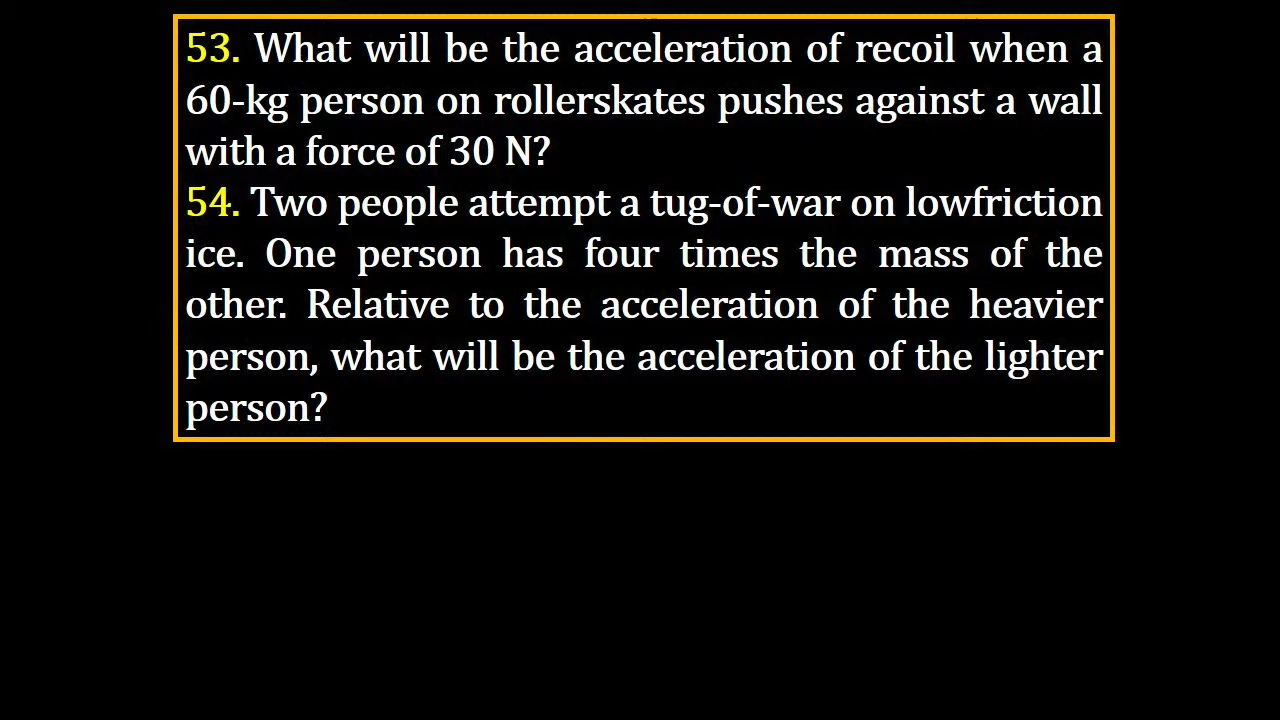 53. What will be the acceleration of recoil when a
60-kg person on rollerskates pushes against a wall
with a force of 30 N?
54. Two people attempt a tug-of-war on lowfriction
ice. One person has four times the mass of the
other. Relative to the acceleration of the heavier
person, what will be the acceleration of the lighter
person?